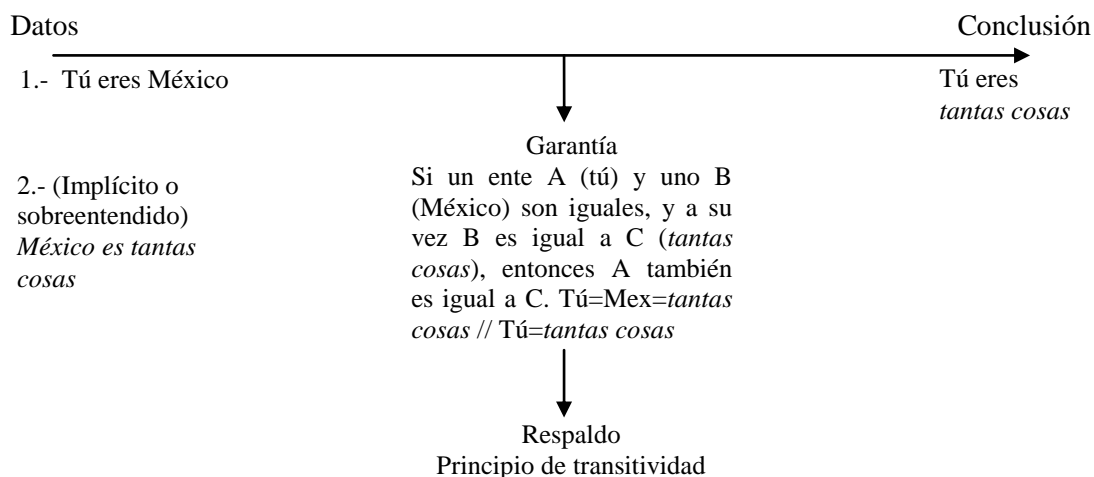 Datos
Conclusión
1.- Tú eres México
Tú eres
tantas cosas
2.- (Implícito o
sobreentendido)
México es tantas
cosas
Garantía
Si un ente A (tú) y uno B
(México) son iguales, y a su
vez B es igual a C (tantas
cosas), entonces A también
es igual a C. Tú=Mex=tantas
cosas // Tú=tantas cosas
Respaldo
Principio de transitividad